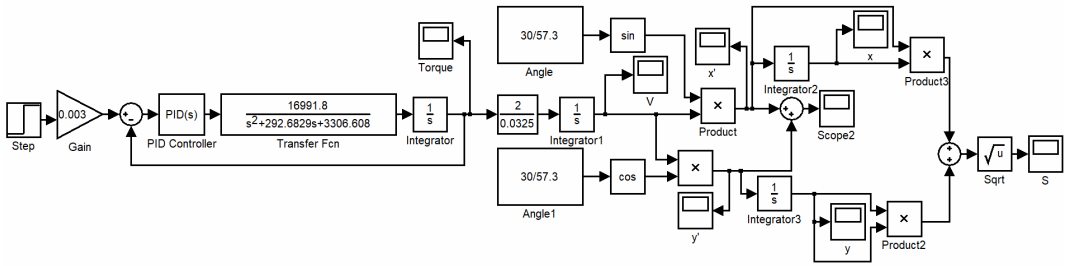 Step
0.003
Gain
+
-
PID(s)
PID Controller
16991.8
s²+292.6829s+3306.608
Transfer Fcn
1
s
Integrator
Torque
2
0.0325
1
s
Integrator1
30/57.3
Angle
sin
V
30/57.3
Angle1
cos
×
Product
×
x'
y'
1
s
Integrator2
x
+
+
Scope2
1
s
Integrator3
y
×
Product3
×
Product2
+
+
√u
Sqrt
S